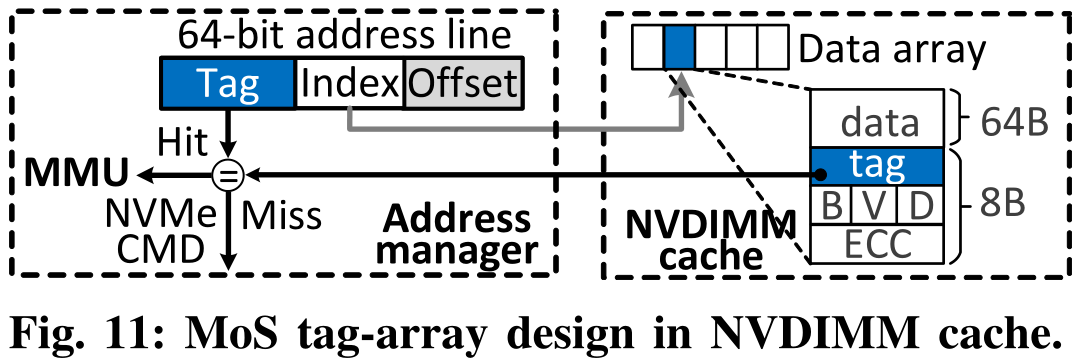 64-bit address line
Tag Index Offset
Hit
MMU
=
NVMe
CMD
Miss
Address
manager
Data array
data
64B
tag
B V D
8B
ECC
NVDIMM
cache
Fig. 11: MoS tag-array design in NVDIMM cache.